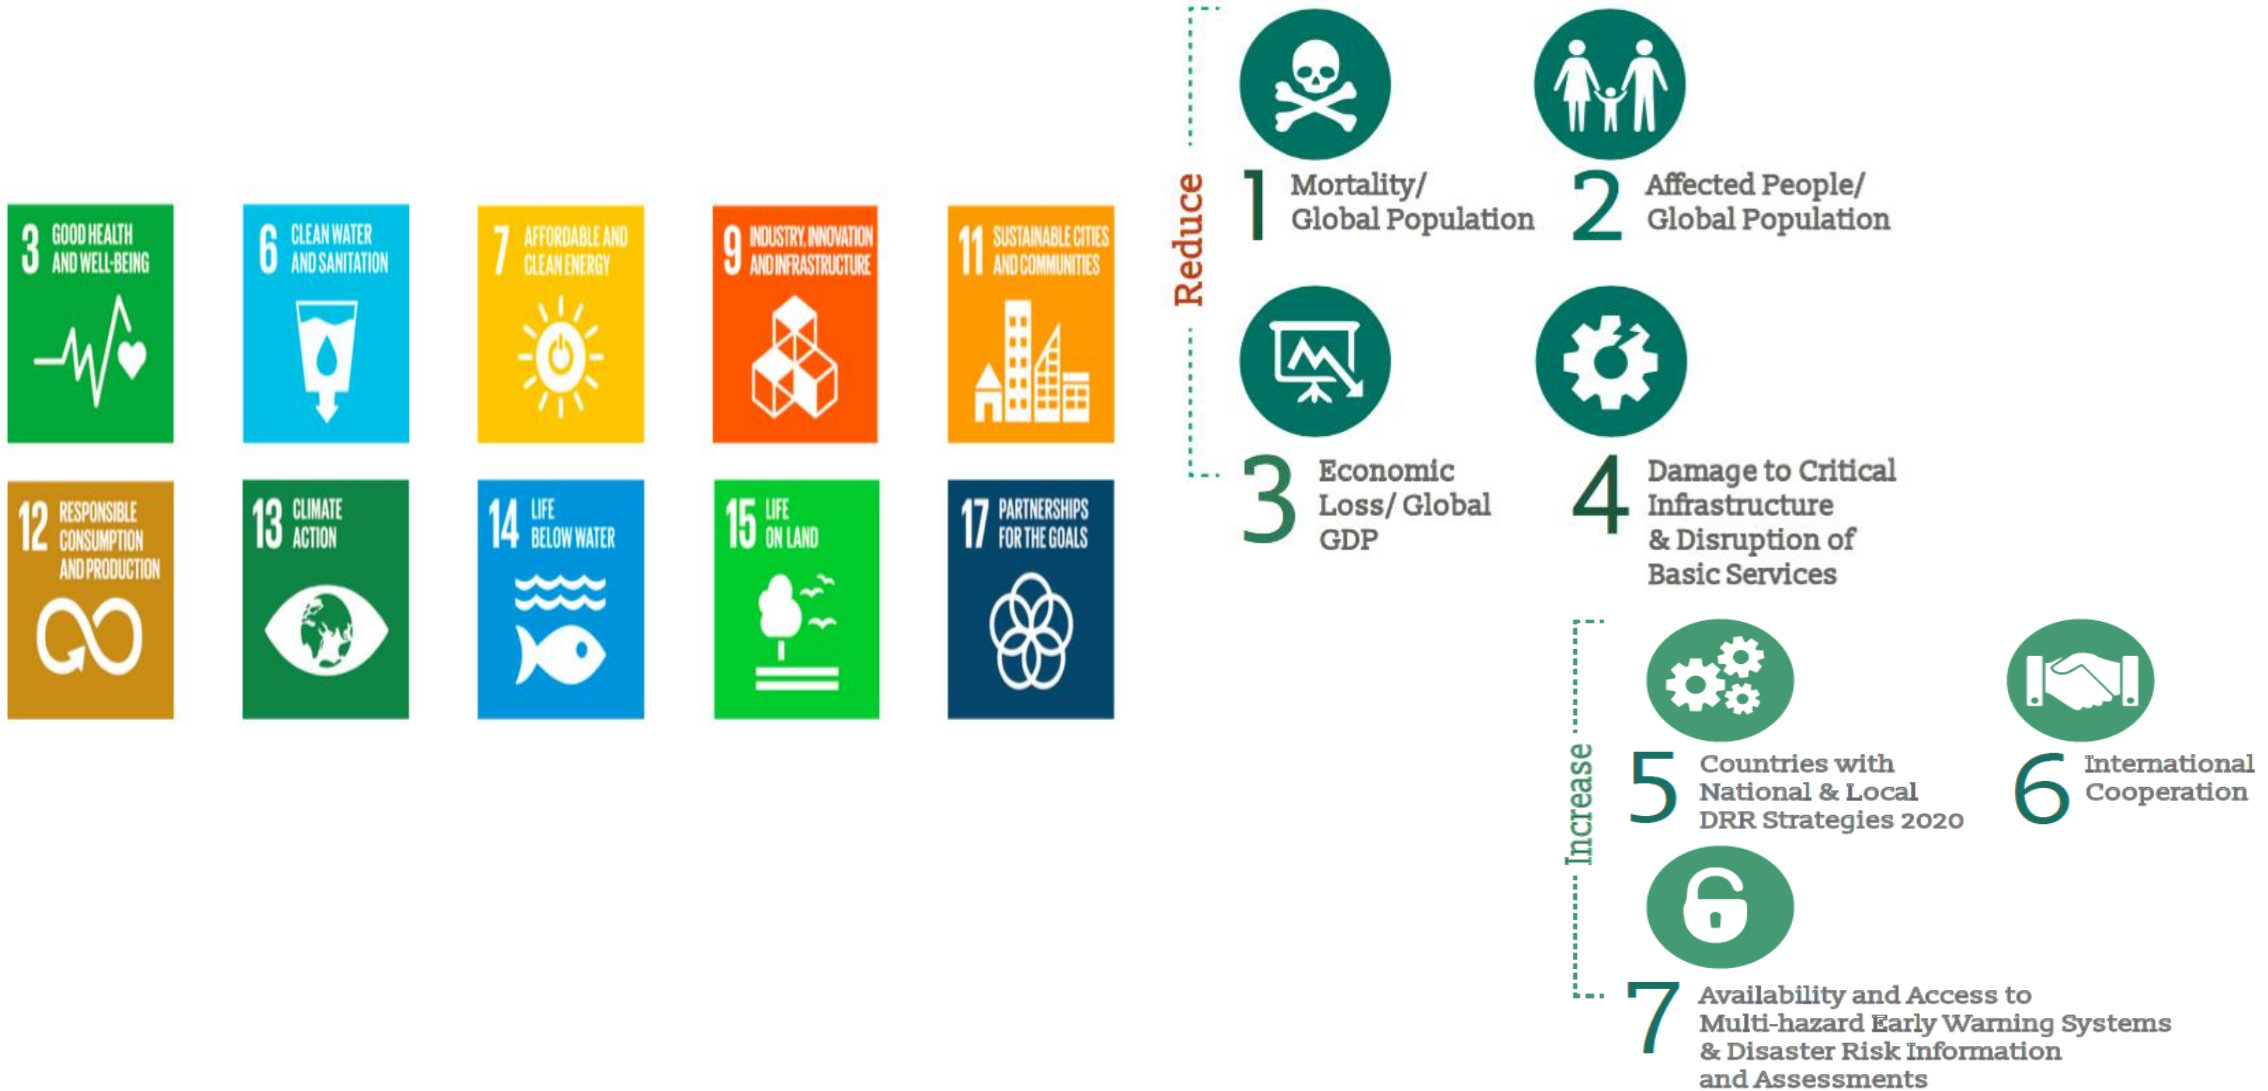 3 GOOD HEALTH
AND WELL-BEING
6 CLEAN WATER
AND SANITATION
7 AFFORDABLE AND
CLEAN ENERGY
9 INDUSTRY, INNOVATION
AND INFRASTRUCTURE
11 SUSTAINABLE CITIES
AND COMMUNITIES
12 RESPONSIBLE
CONSUMPTION
AND PRODUCTION
13 CLIMATE
ACTION
14 LIFE
BELOW WATER
15 LIFE
ON LAND
17 PARTNERSHIPS
FOR THE GOALS
Reduce
1 Mortality/
Global Population
2 Affected People/
Global Population
3 Economic
Loss/ Global
GDP
4 Damage to Critical
Infrastructure
& Disruption of
Basic Services
Increase
5 Countries with
National & Local
DRR Strategies 2020
6 International
Cooperation
7 Availability and Access to
Multi-hazard Early Warning Systems
& Disaster Risk Information
and Assessments